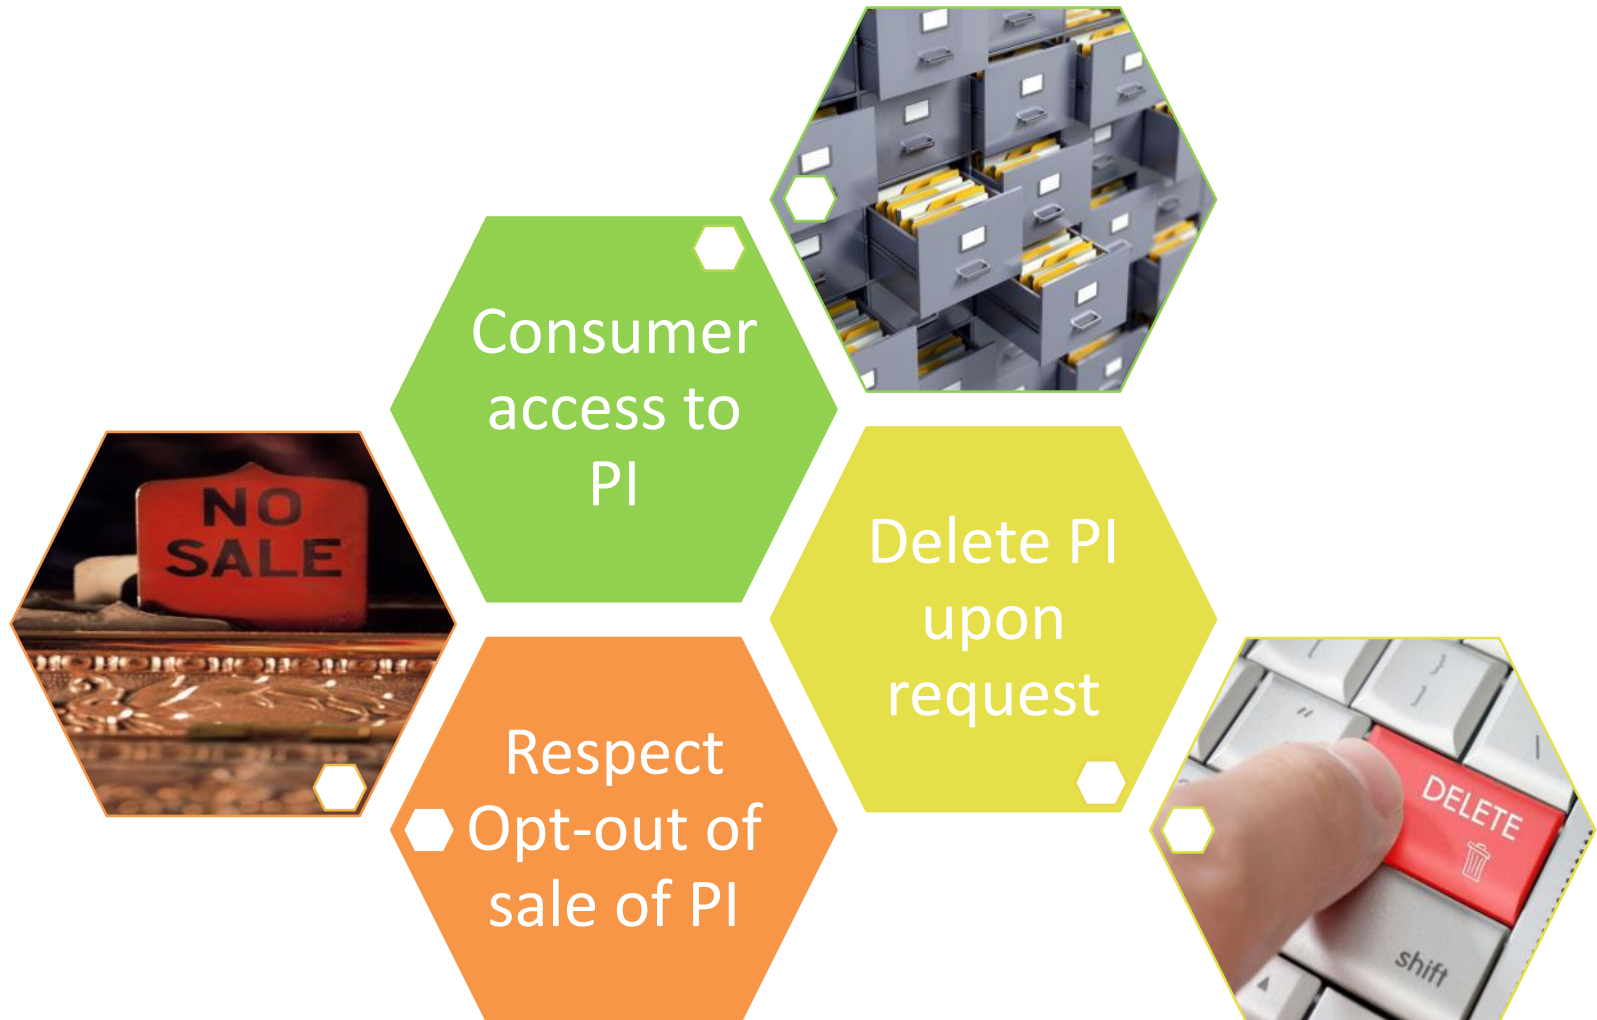 Consumer
access to
PI
NO
SALE
Delete PI
upon
request
Respect
Opt-out of
sale of PI
DELETE
shift